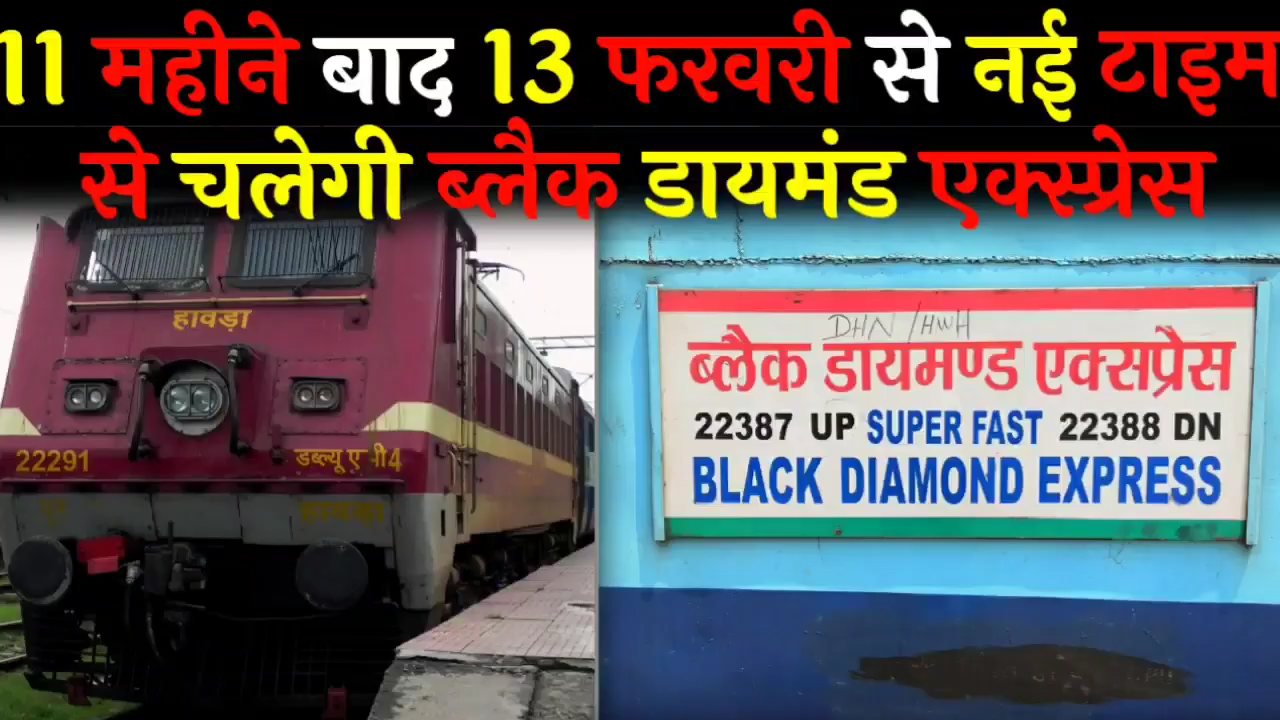 11 महीने बाद 13 फरवरी से नई टाइम
से चलेगी ब्लैक डायमंड एक्स्प्रेस
हावड़ा
22291
डब्ल्यू ए पी4
हावड़ा
DHN/HWH
ब्लैक डायमण्ड एक्सप्रेस
22387 UP SUPER FAST 22388 DN
BLACK DIAMOND EXPRESS